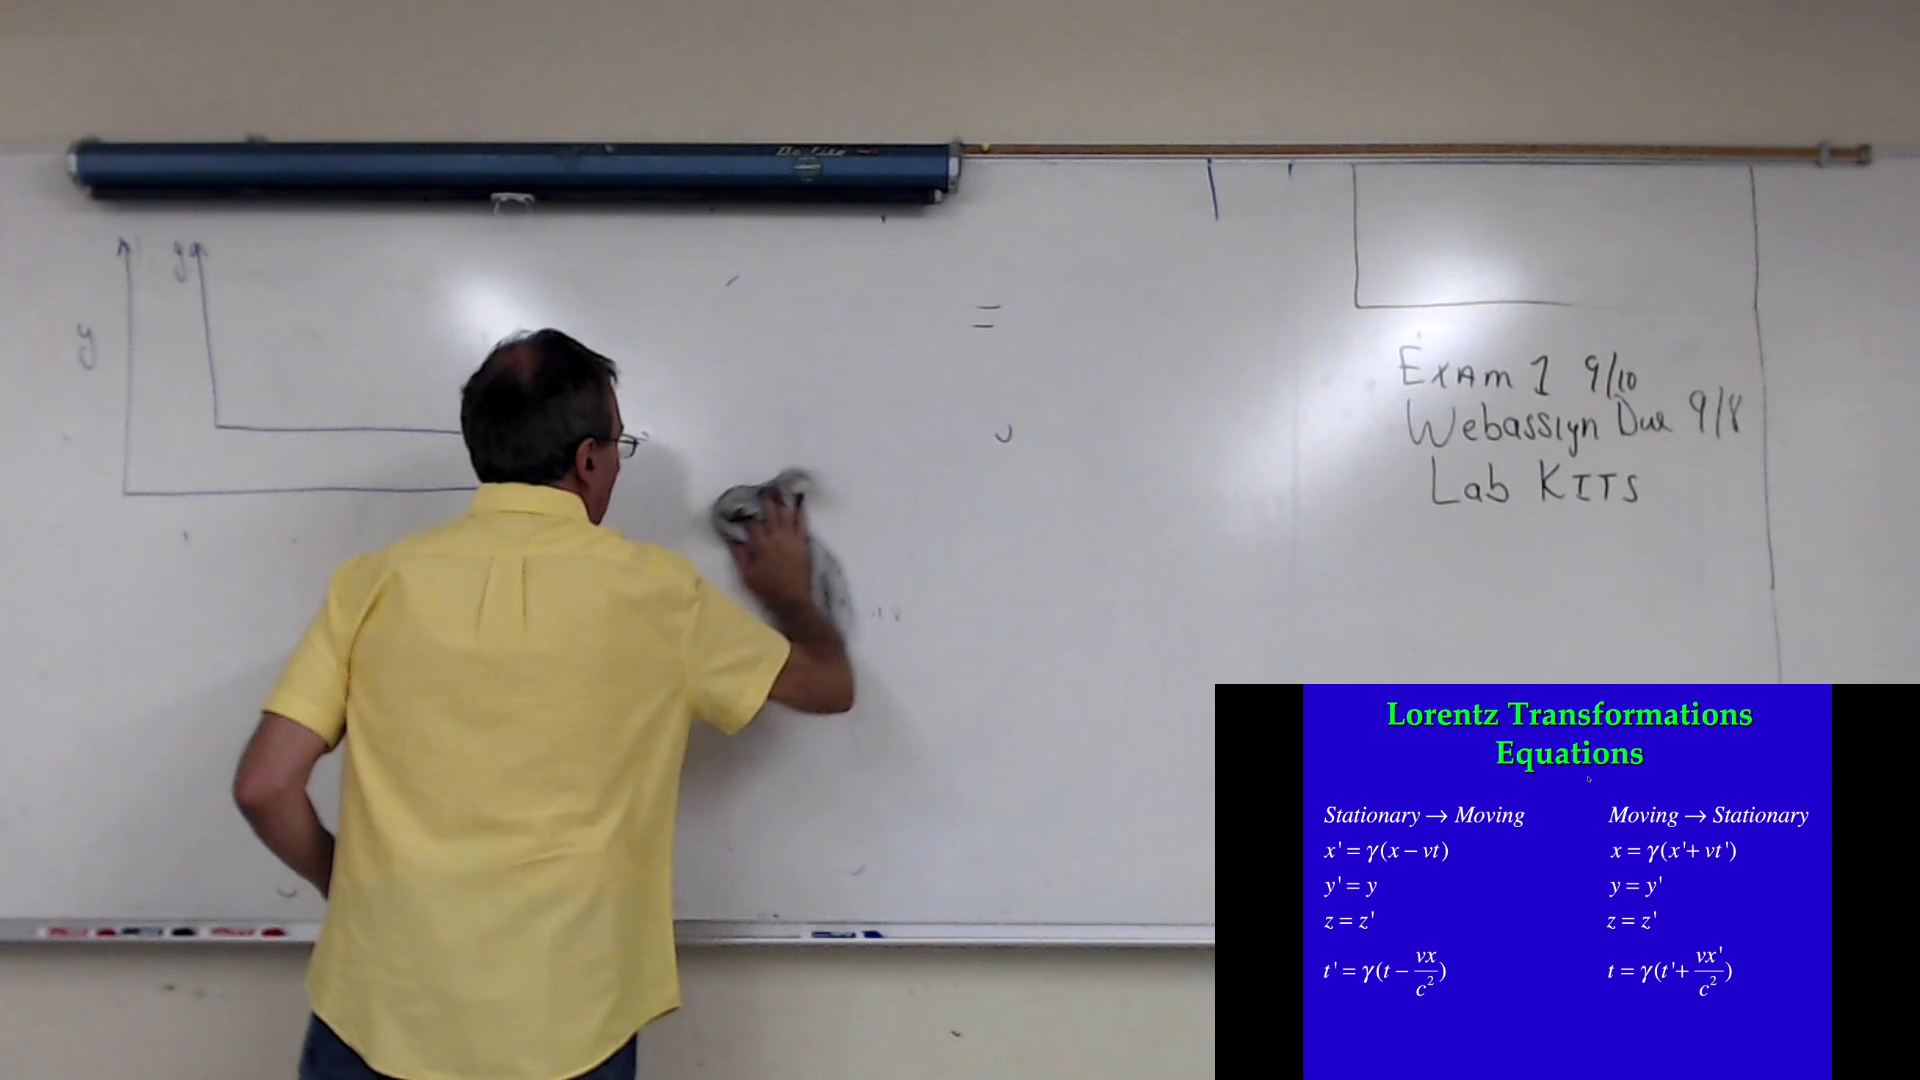 y
y
=
Exam 1 9/10
Webassign Due 9/8
Lab KITS
Lorentz Transformations
Equations
Stationary → Moving
x' = γ(x − vt)
y' = y
z = z'
t' = γ(t − vx/c²)
Moving → Stationary
x = γ(x'+ vt')
y = y'
z = z'
t = γ(t'+ vx'/c²)